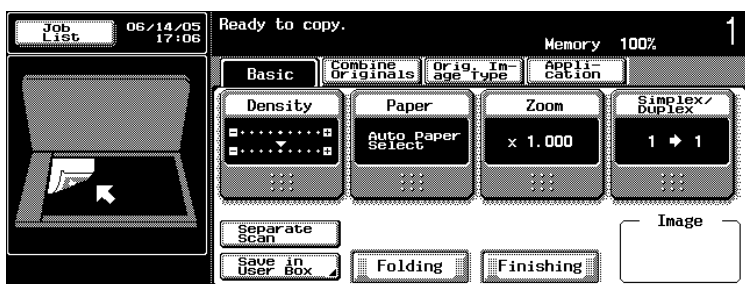 Job
List
06/14/05
17:06
Ready to copy.
1
Memory 100%
Basic
Combine
Originals
Orig. Im-
age Type
Appli-
cation
Density
Paper
Zoom
Simplex/
Duplex
Auto Paper
Select
x 1.000
1 ➔ 1
Separate
Scan
Save in
User Box
Folding
Finishing
Image